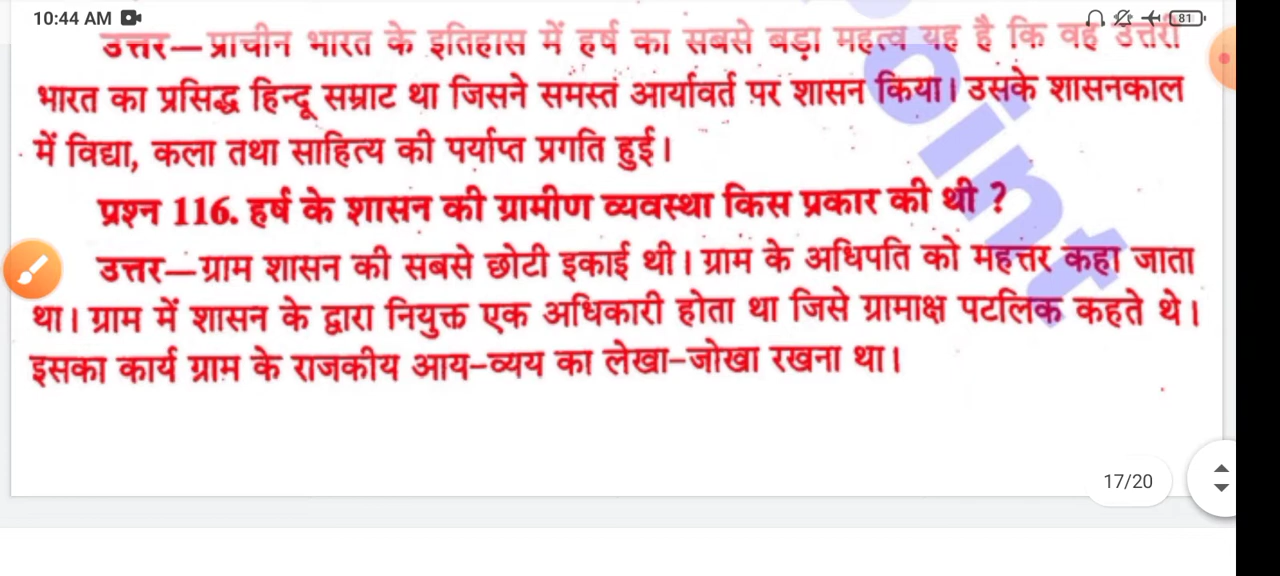 10:44 AM
81
उत्तर—प्राचीन भारत के इतिहास में हर्ष का सबसे बड़ा महत्व यह है कि वह उत्तरी
भारत का प्रसिद्ध हिन्दू सम्राट था जिसने समस्त आर्यावर्त पर शासन किया। उसके शासनकाल
में विद्या, कला तथा साहित्य की पर्याप्त प्रगति हुई।
प्रश्न 116. हर्ष के शासन की ग्रामीण व्यवस्था किस प्रकार की थी ?
उत्तर—ग्राम शासन की सबसे छोटी इकाई थी। ग्राम के अधिपति को महत्तर कहा जाता
था। ग्राम में शासन के द्वारा नियुक्त एक अधिकारी होता था जिसे ग्रामाक्ष पटलिक कहते थे।
इसका कार्य ग्राम के राजकीय आय-व्यय का लेखा-जोखा रखना था।
oint
17/20